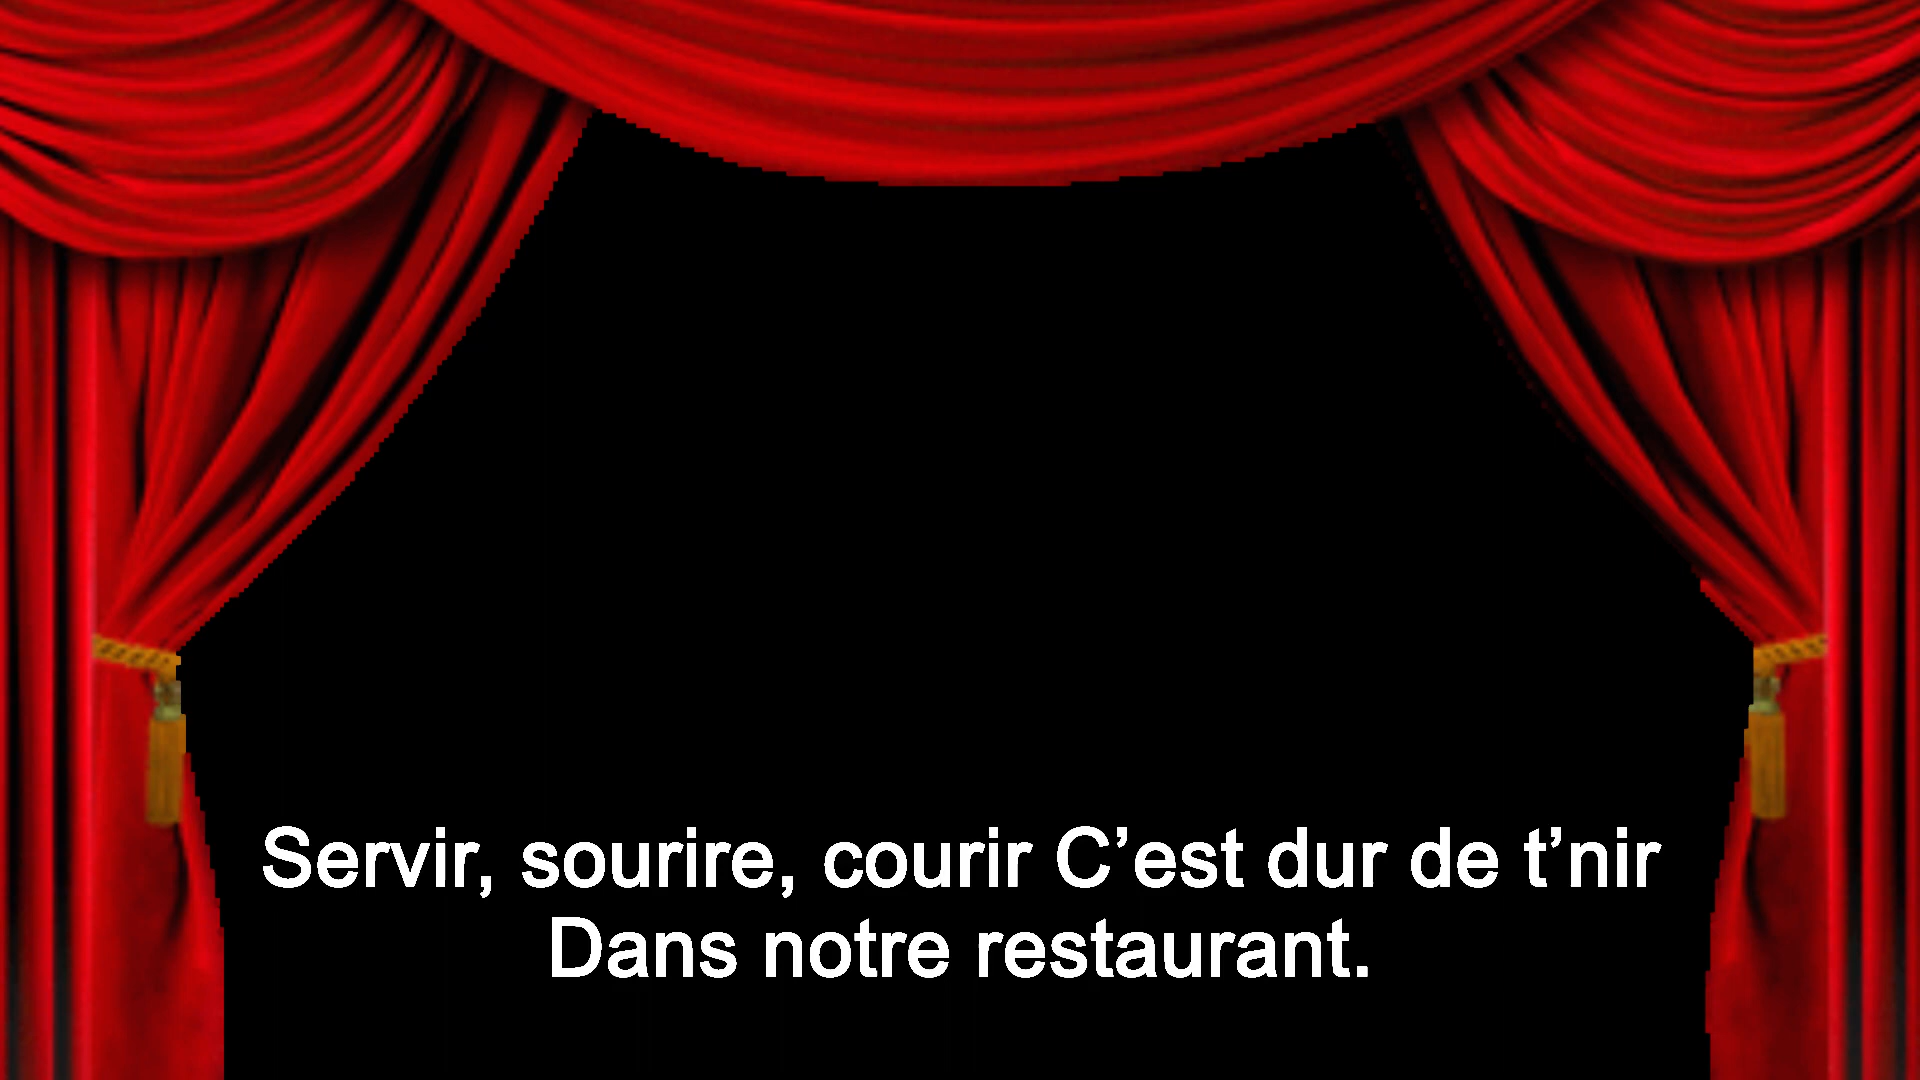 Servir, sourire, courir C’est dur de t’nir
Dans notre restaurant.